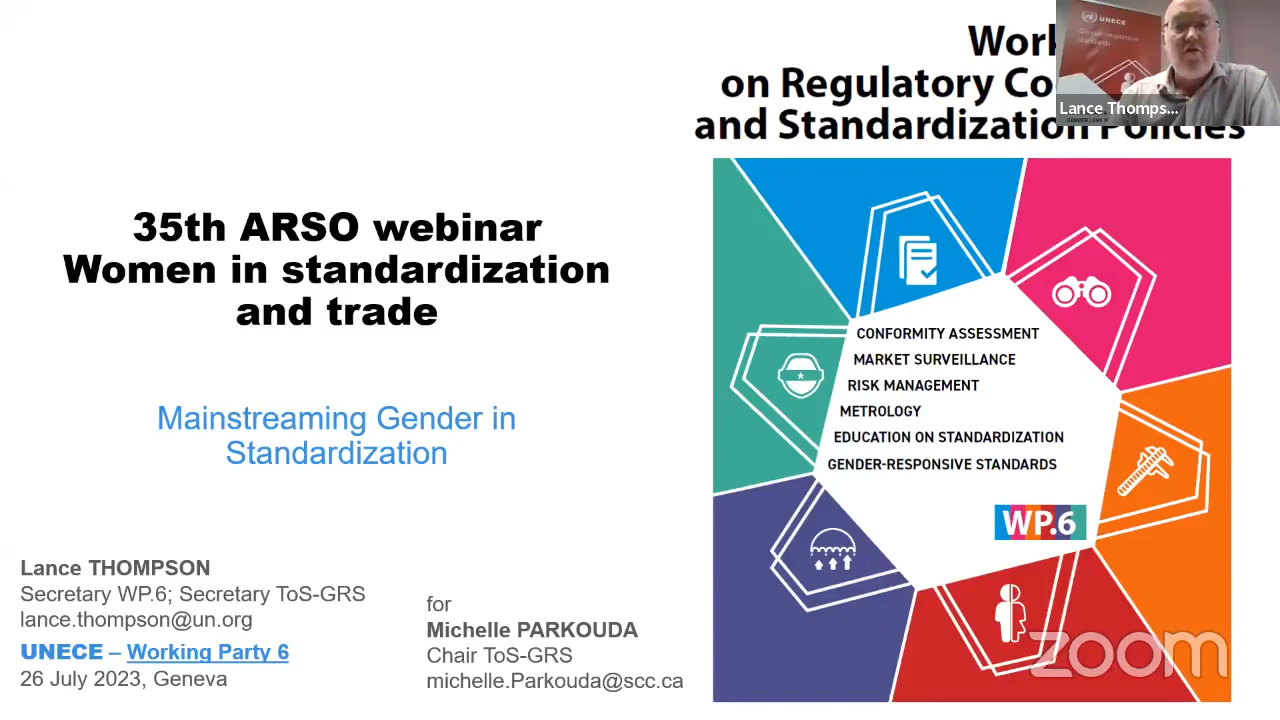 Work
on Regulatory Co
and Standardization Policies
UNECE
Lance Thomps...
35th ARSO webinar
Women in standardization
and trade
Mainstreaming Gender in
Standardization
CONFORMITY ASSESSMENT
MARKET SURVEILLANCE
RISK MANAGEMENT
METROLOGY
EDUCATION ON STANDARDIZATION
GENDER-RESPONSIVE STANDARDS
WP.6
Lance THOMPSON
Secretary WP.6; Secretary ToS-GRS
lance.thompson@un.org
UNECE – Working Party 6
26 July 2023, Geneva
for
Michelle PARKOUDA
Chair ToS-GRS
michelle.Parkouda@scc.ca
zoom